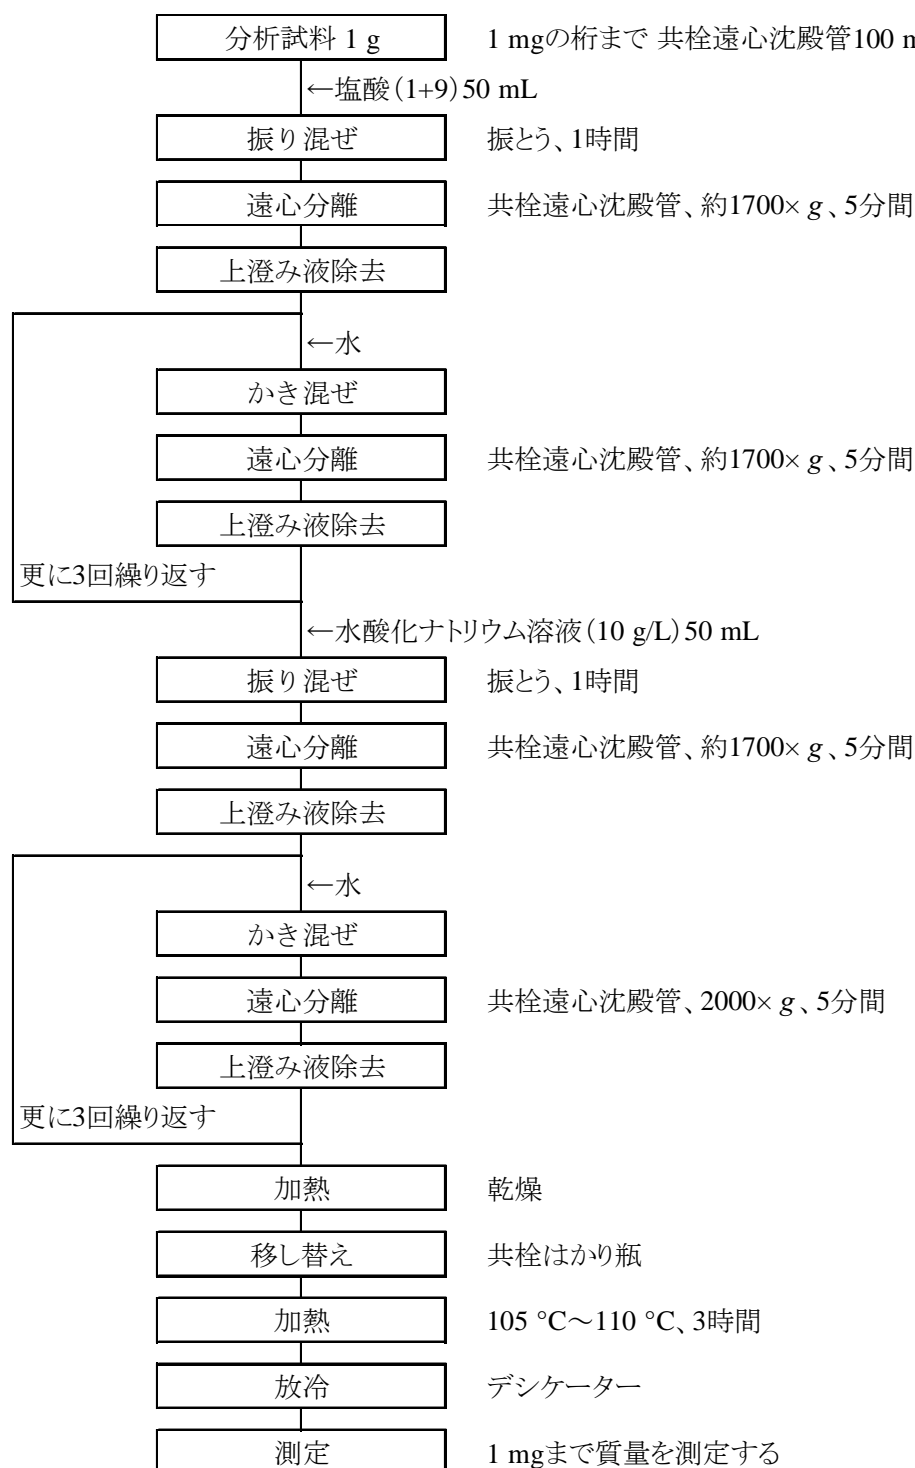 分析試料 1 g 1 mgの桁まで 共栓遠心沈殿管100
←塩酸(1+9)50 mL
振り混ぜ 振とう、1時間
遠心分離 共栓遠心沈殿管、約1700× g 、5分間
上澄み液除去
←水
かき混ぜ
遠心分離 共栓遠心沈殿管、約1700× g 、5分間
上澄み液除去
更に3回繰り返す
←水酸化ナトリウム溶液(10 g/L)50 mL
振り混ぜ 振とう、1時間
遠心分離 共栓遠心沈殿管、約1700× g 、5分間
上澄み液除去
←水
かき混ぜ
遠心分離 共栓遠心沈殿管、2000× g 、5分間
上澄み液除去
更に3回繰り返す
加熱 乾燥
移し替え 共栓はかり瓶
加熱 105 °C～110 °C、3時間
放冷 デシケーター
測定 1 mgまで質量を測定する